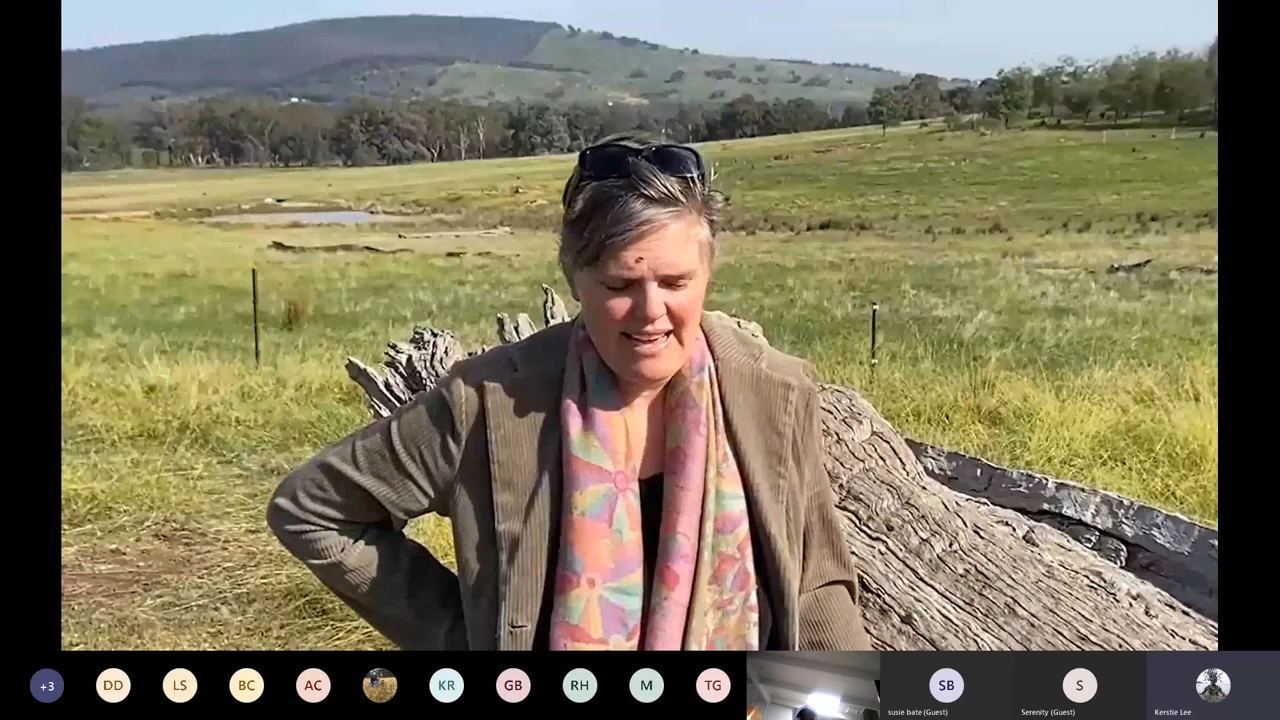 +3
DD
LS
BC
AC
KR
GB
RH
M
TG
SB
susie bate (Guest)
S
Serenity (Guest)
Kerstie Lee